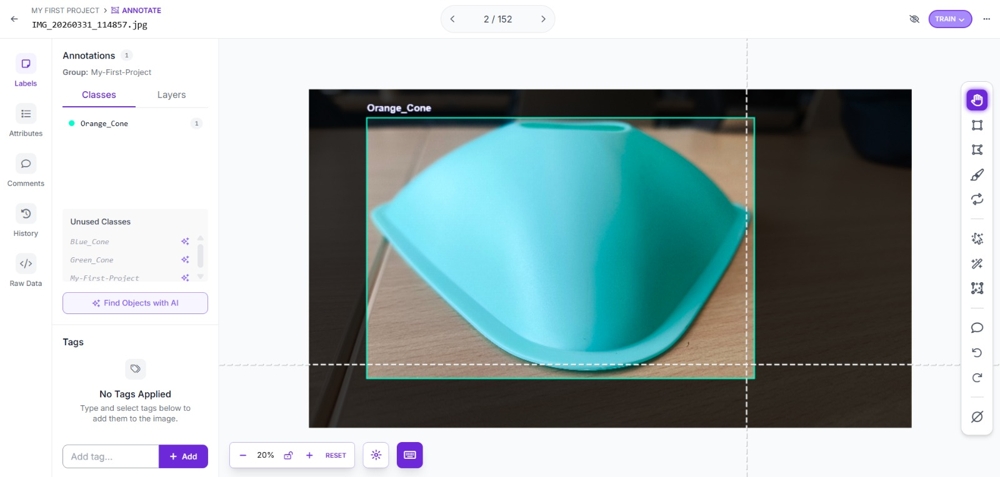 MY FIRST PROJECT > ANNOTATE
IMG_20260331_114857.jpg
2 / 152
TRAIN
Labels
Attributes
Comments
History
Raw Data
Annotations 1
Group: My-First-Project
Classes Layers
Orange_Cone 1
Unused Classes
Blue_Cone
Green_Cone
My-First-Project
Find Objects with AI
Tags
No Tags Applied
Type and select tags below to
add them to the image.
Add tag...
+ Add
Orange_Cone
20%
RESET